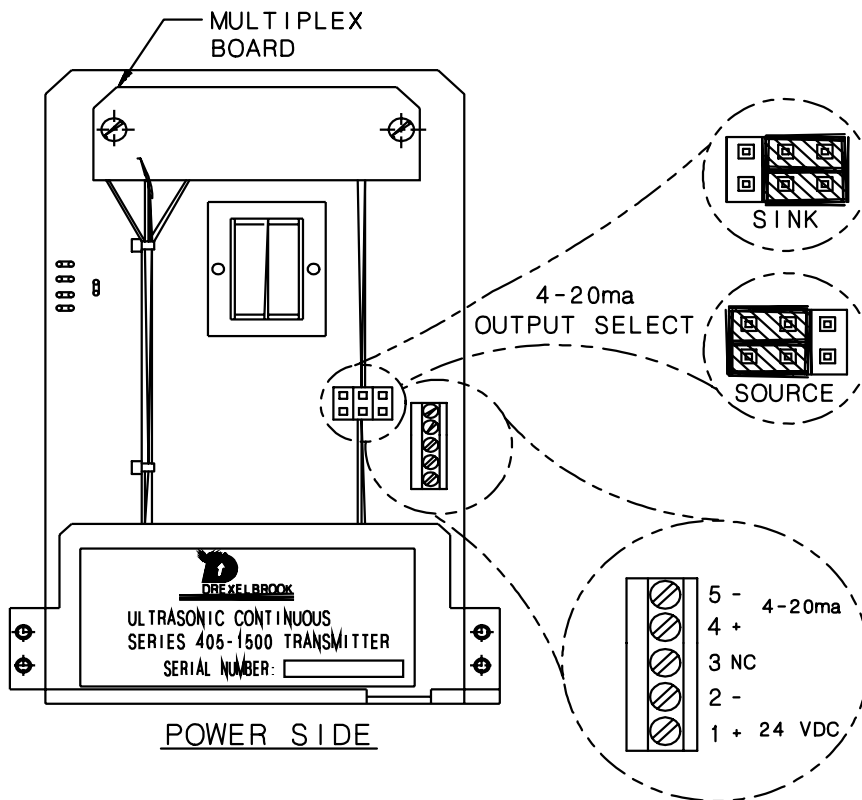 MULTIPLEX
BOARD
SINK
4-20ma
OUTPUT SELECT
SOURCE
DREXELBROOK
ULTRASONIC CONTINUOUS
SERIES 405-1500 TRANSMITTER
SERIAL NUMBER:
5 -
4-20ma
4 +
3 NC
2 -
1 + 24 VDC
POWER SIDE